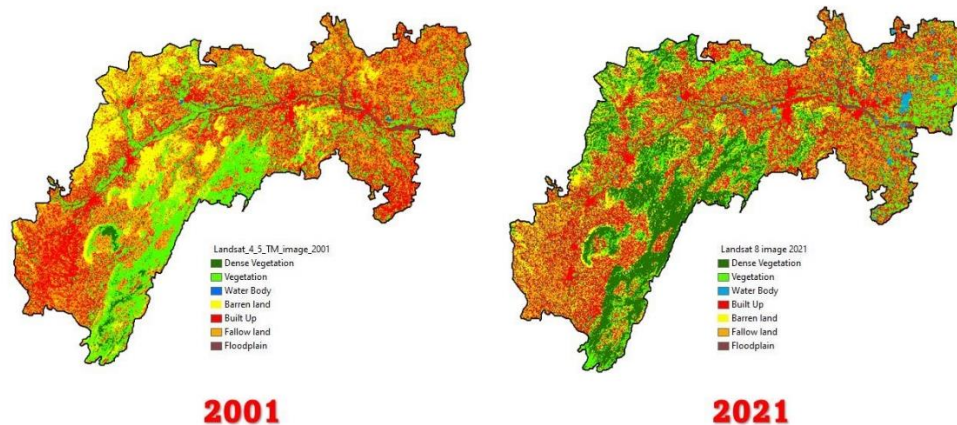 Landsat_4_5_TM_image_2001
Dense Vegetation
Vegetation
Water Body
Barren land
Built Up
Fallow land
Floodplain
2001
Landsat 8 image 2021
Dense Vegetation
Vegetation
Water Body
Built Up
Barren land
Fallow land
Floodplain
2021